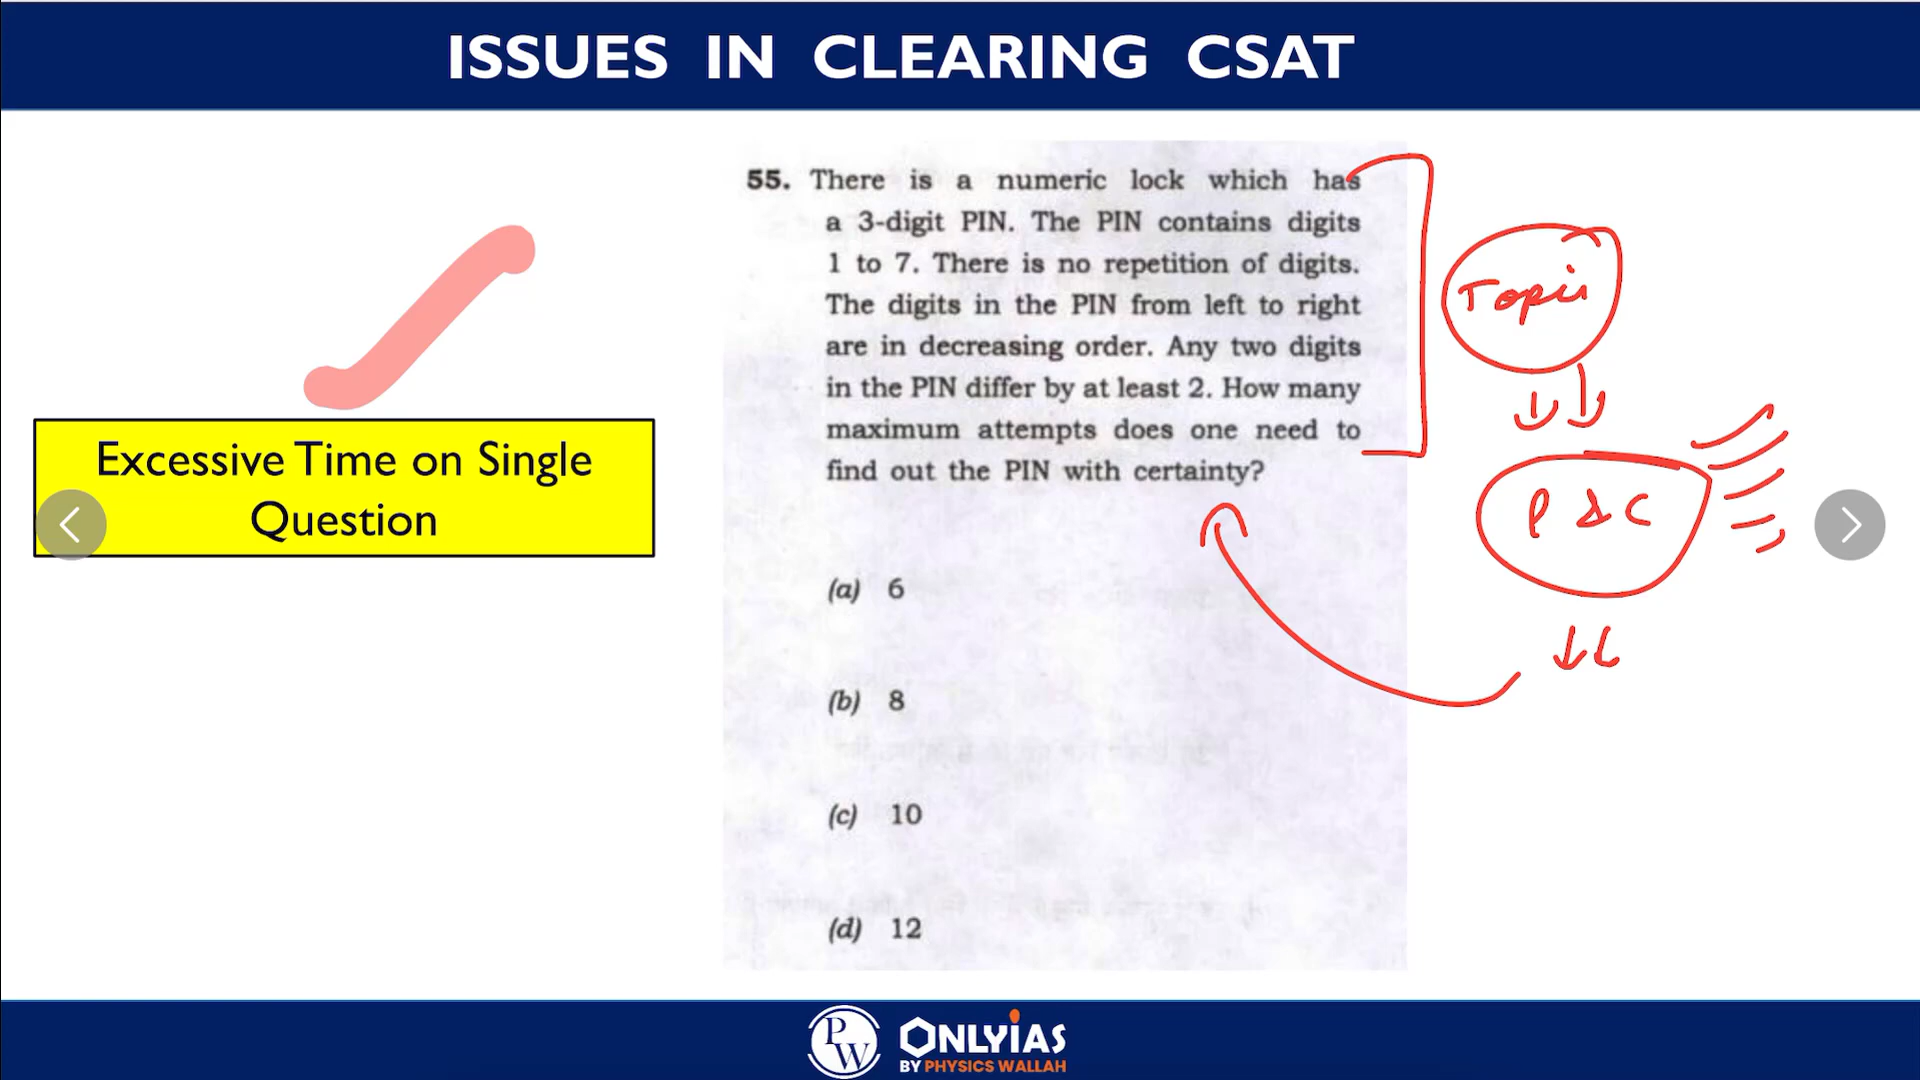 ISSUES IN CLEARING CSAT
55. There is a numeric lock which has
a 3-digit PIN. The PIN contains digits
1 to 7. There is no repetition of digits.
The digits in the PIN from left to right
are in decreasing order. Any two digits
in the PIN differ by at least 2. How many
maximum attempts does one need to
find out the PIN with certainty?
(a) 6
(b) 8
(c) 10
(d) 12
Excessive Time on Single
Question
Topic
P & C
PW
ONLYIAS
BY PHYSICS WALLAH